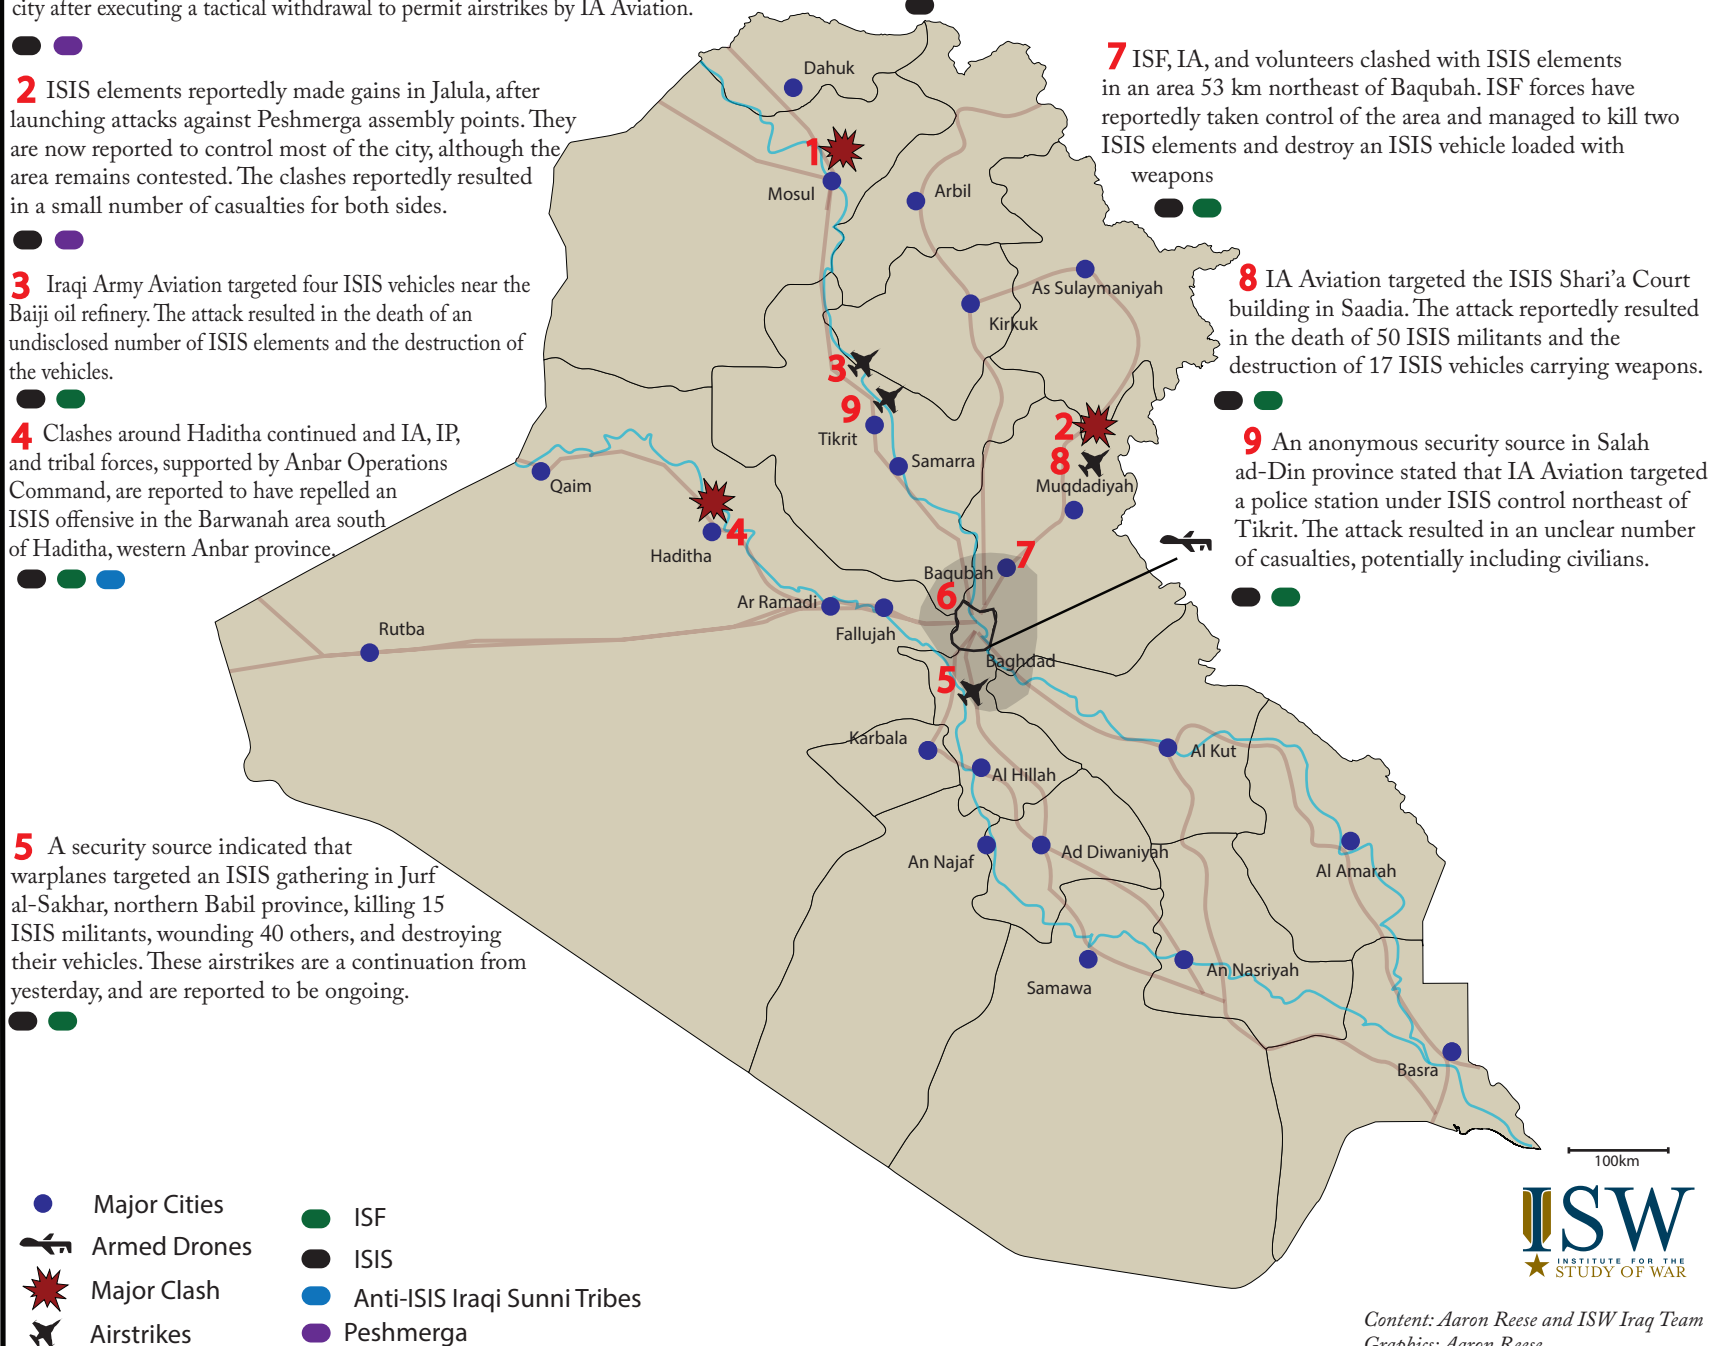 city after executing a tactical withdrawal to permit airstrikes by IA Aviation.
2 ISIS elements reportedly made gains in Jalula, after
launching attacks against Peshmerga assembly points. They
are now reported to control most of the city, although the
area remains contested. The clashes reportedly resulted
in a small number of casualties for both sides.
3 Iraqi Army Aviation targeted four ISIS vehicles near the
Baiji oil refinery. The attack resulted in the death of an
undisclosed number of ISIS elements and the destruction of
the vehicles.
4 Clashes around Haditha continued and IA, IP,
and tribal forces, supported by Anbar Operations
Command, are reported to have repelled an
ISIS offensive in the Barwanah area south
of Haditha, western Anbar province.
5 A security source indicated that
warplanes targeted an ISIS gathering in Jurf
al-Sakhar, northern Babil province, killing 15
ISIS militants, wounding 40 others, and destroying
their vehicles. These airstrikes are a continuation from
yesterday, and are reported to be ongoing.
7 ISF, IA, and volunteers clashed with ISIS elements
in an area 53 km northeast of Baqubah. ISF forces have
reportedly taken control of the area and managed to kill two
ISIS elements and destroy an ISIS vehicle loaded with
weapons
8 IA Aviation targeted the ISIS Shari'a Court
building in Saadia. The attack reportedly resulted
in the death of 50 ISIS militants and the
destruction of 17 ISIS vehicles carrying weapons.
9 An anonymous security source in Salah
ad-Din province stated that IA Aviation targeted
a police station under ISIS control northeast of
Tikrit. The attack resulted in an unclear number
of casualties, potentially including civilians.
Dahuk
1
Mosul
Arbil
As Sulaymaniyah
Kirkuk
3
9
Tikrit
2
8
Samarra
Muqdadiyah
Qaim
4
Haditha
7
Baqubah
6
Ar Ramadi
Fallujah
Rutba
Baghdad
5
Karbala
Al Kut
Al Hillah
An Najaf
Ad Diwaniyah
Al Amarah
An Nasriyah
Samawa
Basra
100km
Major Cities
Armed Drones
Major Clash
Airstrikes
ISF
ISIS
Anti-ISIS Iraqi Sunni Tribes
Peshmerga
ISW
INSTITUTE FOR THE
STUDY OF WAR
Content: Aaron Reese and ISW Iraq Team
Graphics: Aaron Reese